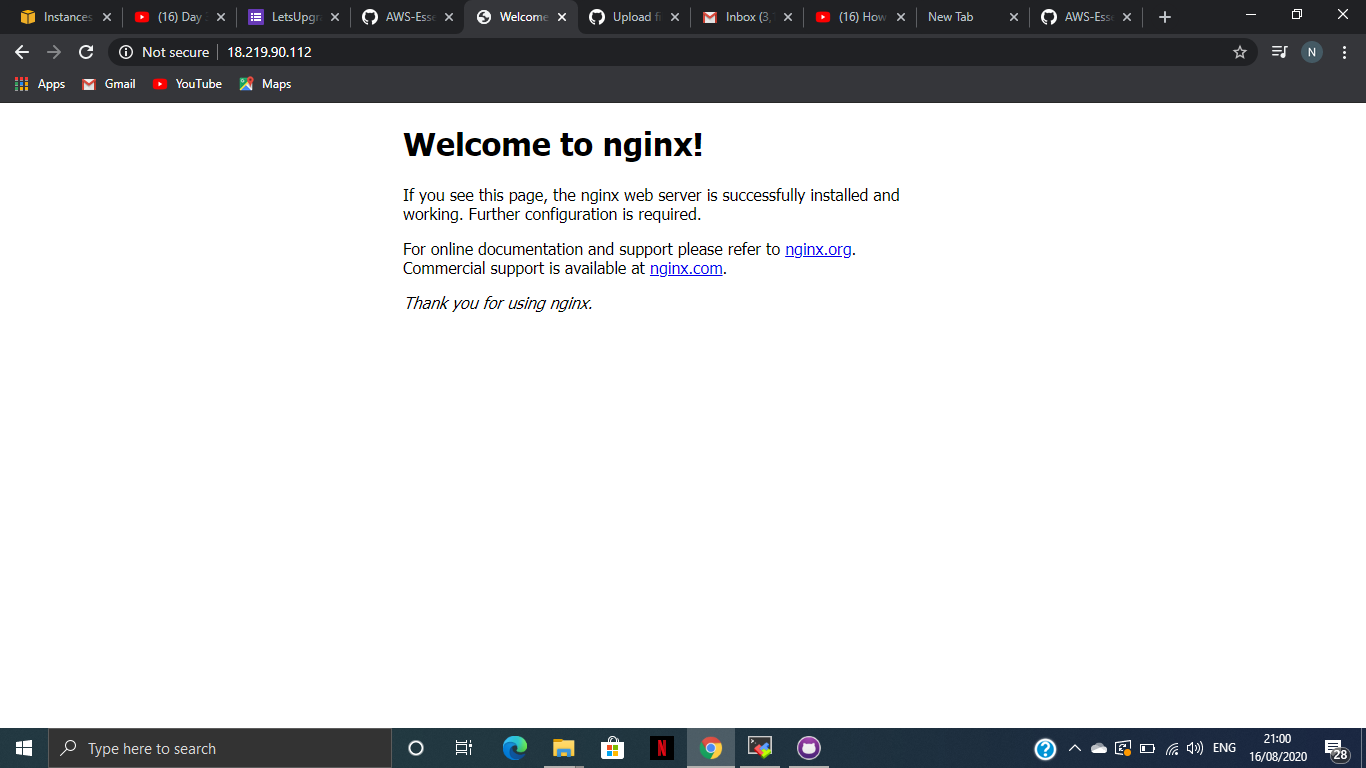 Instances
(16) Day
LetsUpgra
AWS-Esse
Welcome
Upload fi
Inbox (3,
(16) How
New Tab
AWS-Esse
Not secure 18.219.90.112
N
Apps Gmail YouTube Maps
Welcome to nginx!
If you see this page, the nginx web server is successfully installed and
working. Further configuration is required.
For online documentation and support please refer to nginx.org.
Commercial support is available at nginx.com.
Thank you for using nginx.
Type here to search
N
ENG
21:00
16/08/2020
28